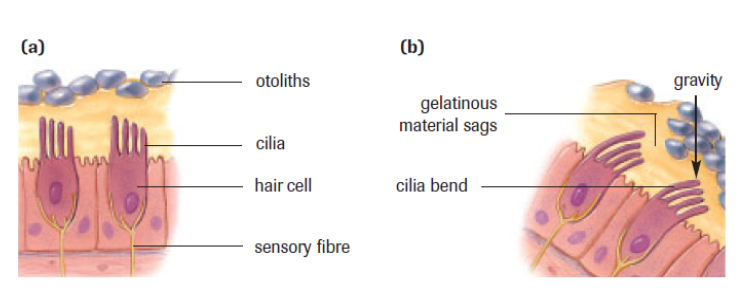 (a)
otoliths
cilia
hair cell
sensory fibre
(b)
gravity
gelatinous
material sags
cilia bend